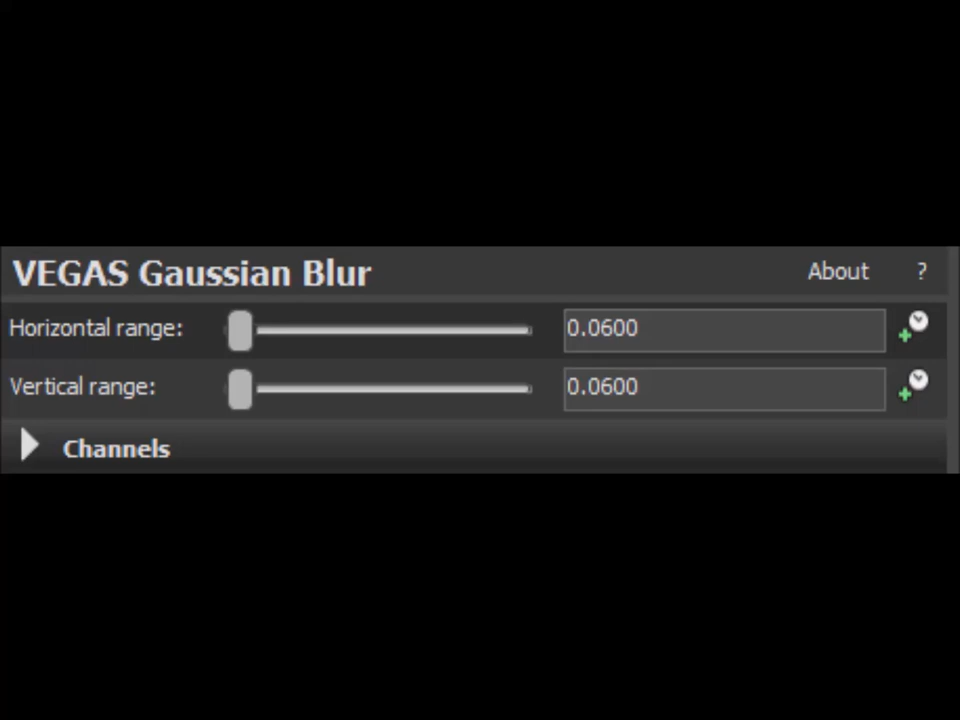 VEGAS Gaussian Blur About ?
Horizontal range: 0.0600
Vertical range: 0.0600
Channels